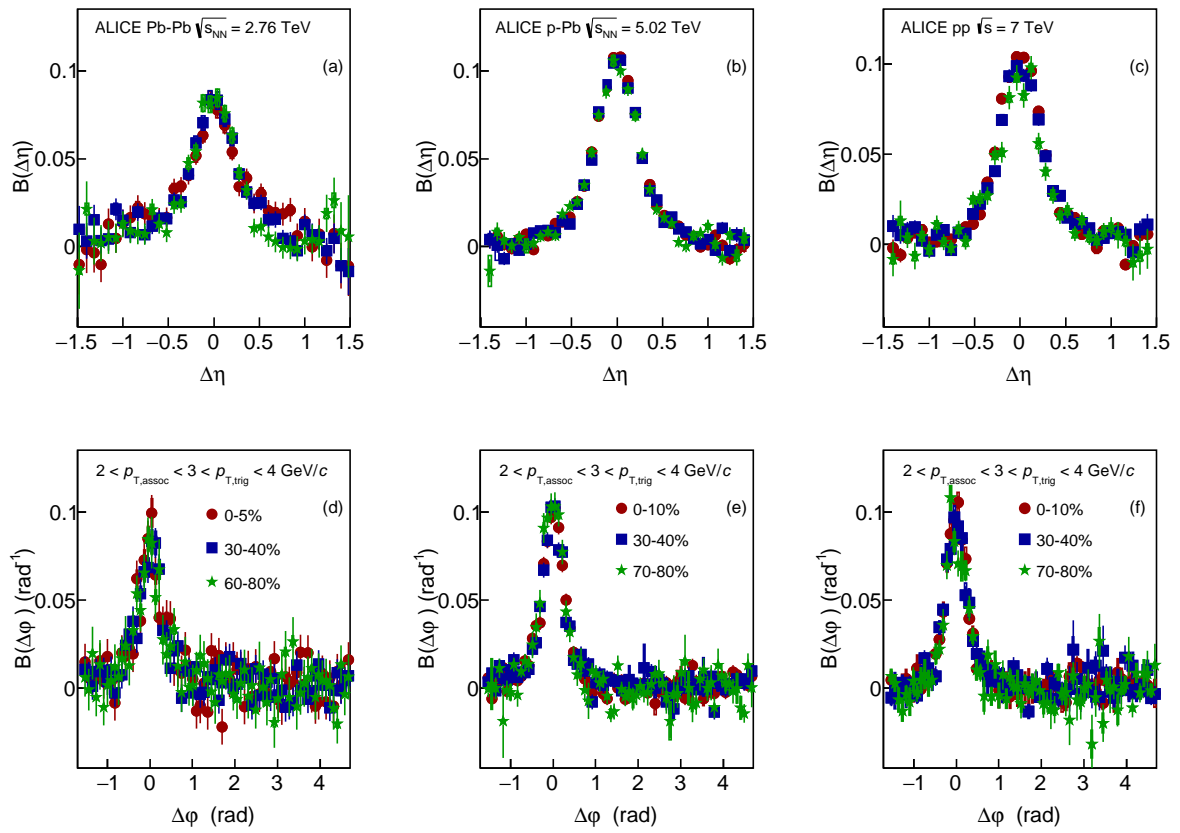 ALICE Pb-Pb √s_NN = 2.76 TeV
(a)
B(Δη)
0.1
0.05
0
−1.5 −1 −0.5 0 0.5 1 1.5
Δη
ALICE p-Pb √s_NN = 5.02 TeV
(b)
B(Δη)
0.1
0.05
0
−1.5 −1 −0.5 0 0.5 1 1.5
Δη
ALICE pp √s = 7 TeV
(c)
B(Δη)
0.1
0.05
0
−1.5 −1 −0.5 0 0.5 1 1.5
Δη
2 < p_T,assoc < 3 < p_T,trig < 4 GeV/c
(d)
0-5%
30-40%
60-80%
B(Δφ) (rad⁻¹)
0.1
0.05
0
−1 0 1 2 3 4
Δφ (rad)
2 < p_T,assoc < 3 < p_T,trig < 4 GeV/c
(e)
0-10%
30-40%
70-80%
B(Δφ) (rad⁻¹)
0.1
0.05
0
−1 0 1 2 3 4
Δφ (rad)
2 < p_T,assoc < 3 < p_T,trig < 4 GeV/c
(f)
0-10%
30-40%
70-80%
B(Δφ) (rad⁻¹)
0.1
0.05
0
−1 0 1 2 3 4
Δφ (rad)